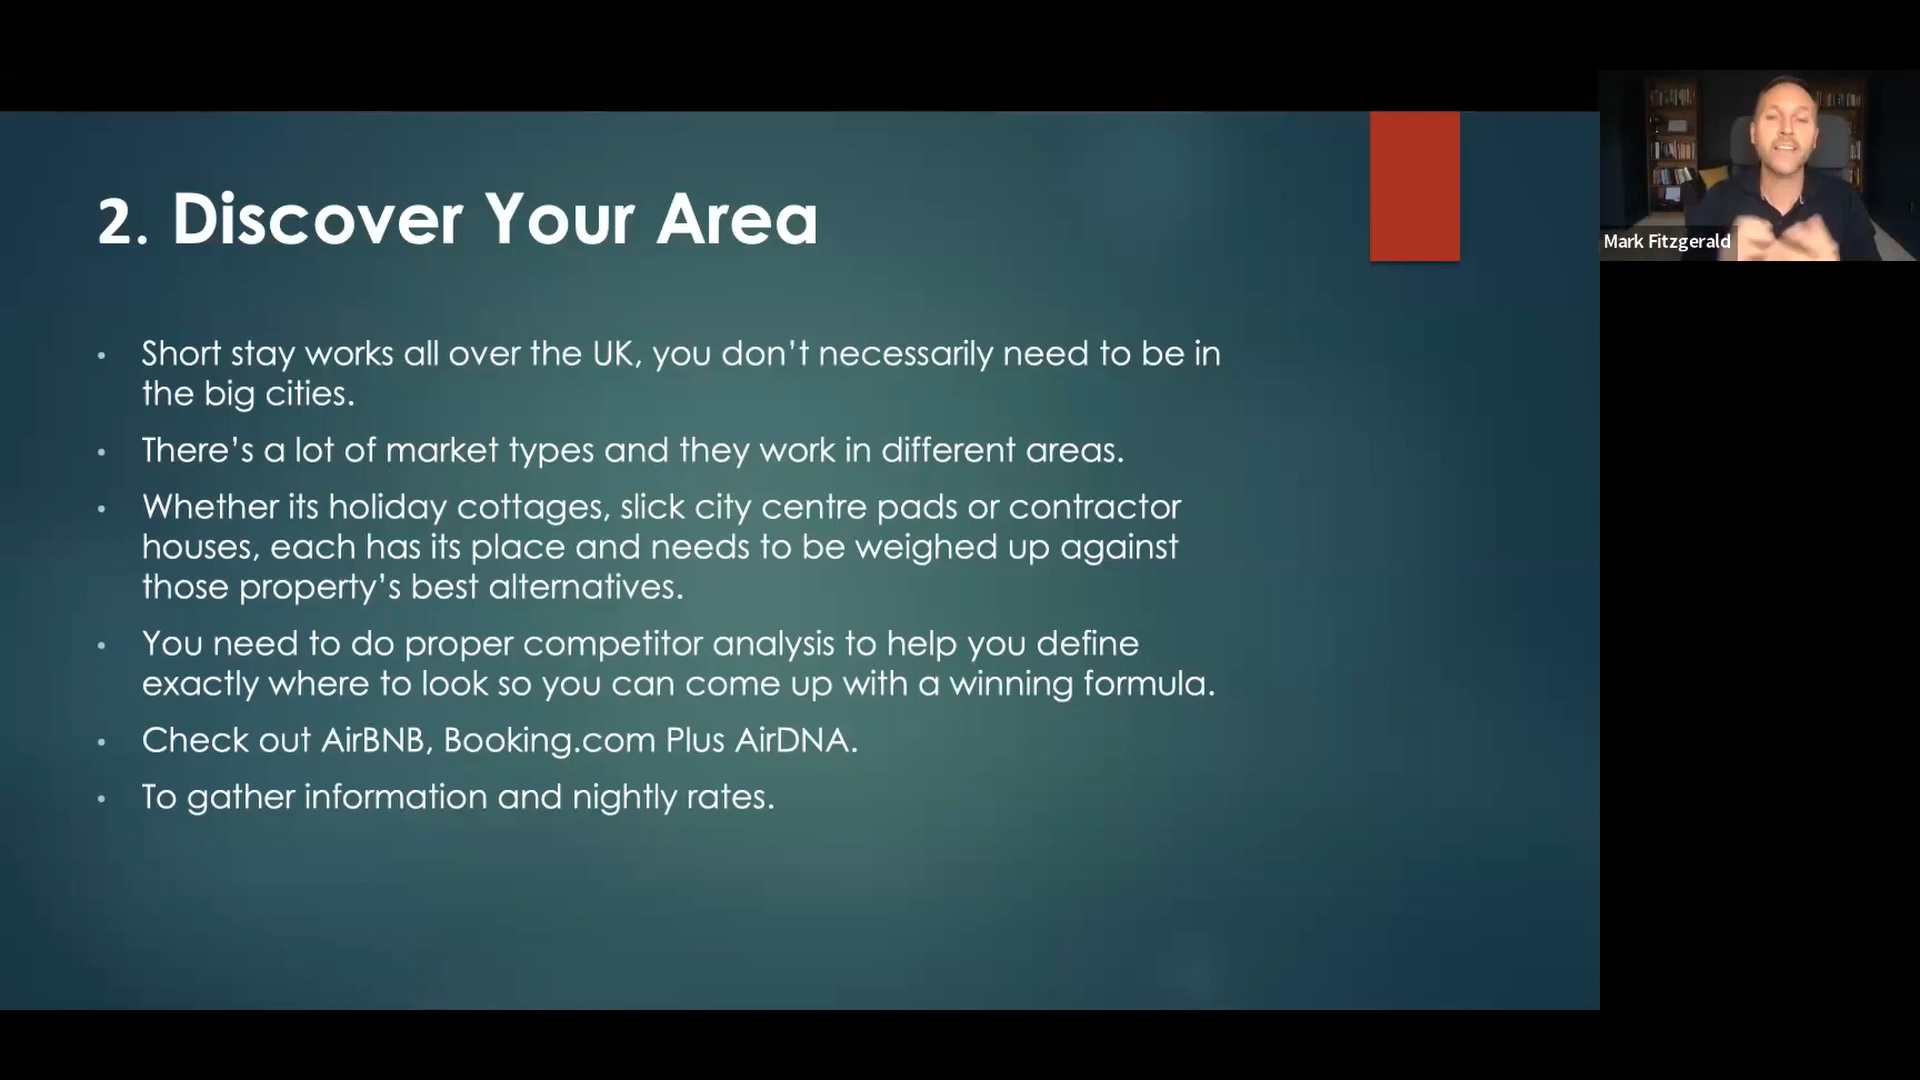 2. Discover Your Area
• Short stay works all over the UK, you don’t necessarily need to be in
the big cities.
• There’s a lot of market types and they work in different areas.
• Whether its holiday cottages, slick city centre pads or contractor
houses, each has its place and needs to be weighed up against
those property’s best alternatives.
• You need to do proper competitor analysis to help you define
exactly where to look so you can come up with a winning formula.
• Check out AirBNB, Booking.com Plus AirDNA.
• To gather information and nightly rates.
Mark Fitzgerald